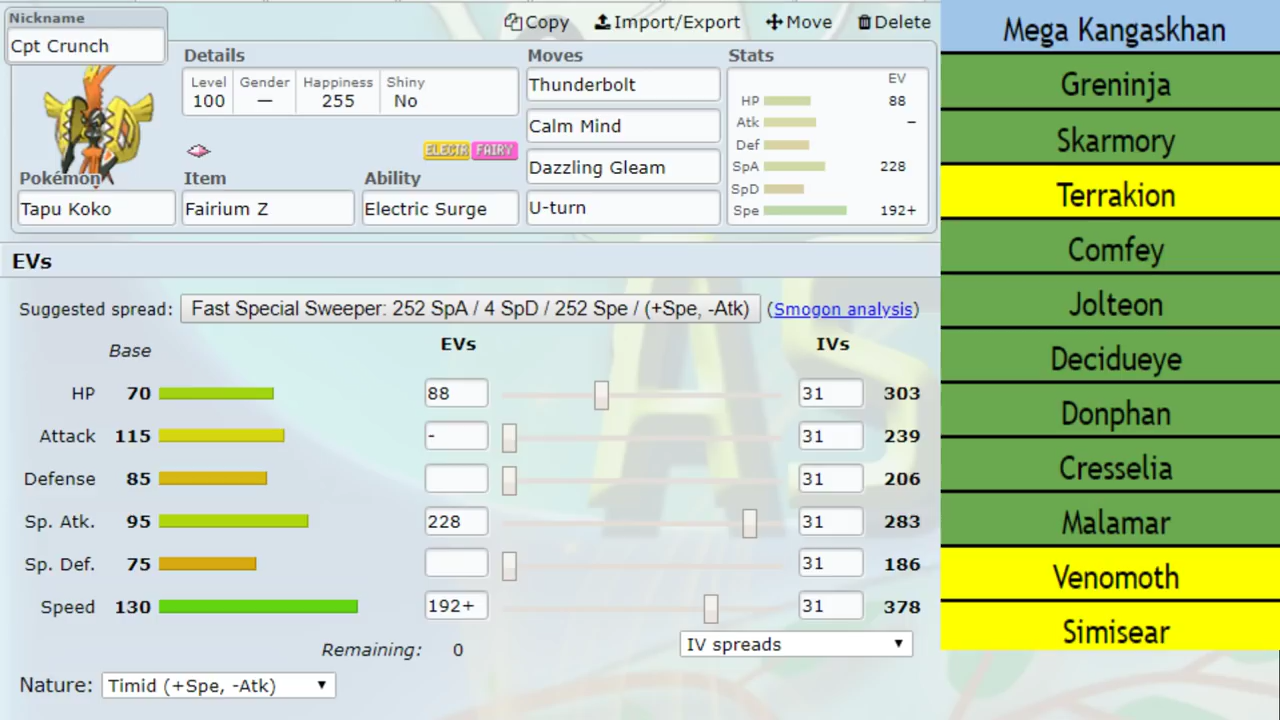 Nickname
Cpt Crunch
Copy Import/Export Move Delete
Details
Level Gender Happiness Shiny
100 — 255 No
ELECTR FAIRY
Pokémon Item Ability
Tapu Koko Fairium Z Electric Surge
Moves
Thunderbolt
Calm Mind
Dazzling Gleam
U-turn
Stats
EV
HP 88
Atk –
Def
SpA 228
SpD
Spe 192+
EVs
Suggested spread: Fast Special Sweeper: 252 SpA / 4 SpD / 252 Spe / (+Spe, -Atk) (Smogon analysis)
Base EVs IVs
HP 70 88 31 303
Attack 115 - 31 239
Defense 85 31 206
Sp. Atk. 95 228 31 283
Sp. Def. 75 31 186
Speed 130 192+ 31 378
Remaining: 0 IV spreads
Nature: Timid (+Spe, -Atk)
Mega Kangaskhan
Greninja
Skarmory
Terrakion
Comfey
Jolteon
Decidueye
Donphan
Cresselia
Malamar
Venomoth
Simisear